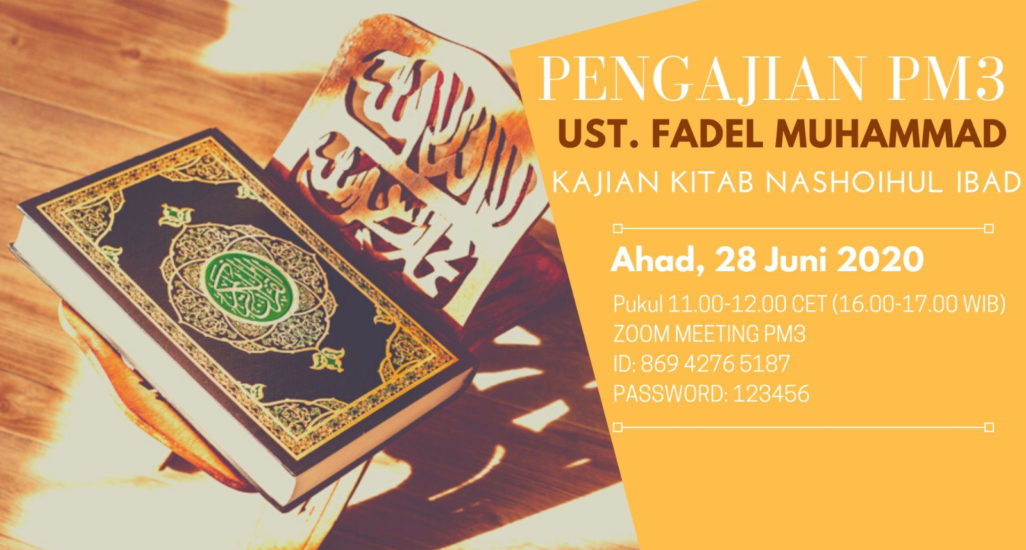 PENGAJIAN PM3
UST. FADEL MUHAMMAD
KAJIAN KITAB NASHOIHUL IBAD
Ahad, 28 Juni 2020
Pukul 11.00-12.00 CET (16.00-17.00 WIB)
ZOOM MEETING PM3
ID: 869 4276 5187
PASSWORD: 123456